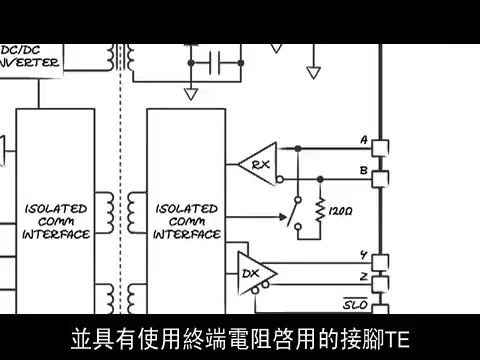 DC/DC
NVERTER
A
RX
B
ISOLATED
COMM
INTERFACE
ISOLATED
COMM
INTERFACE
120Ω
Y
DX
Z
SLO
並具有使用終端電阻啓用的接腳TE